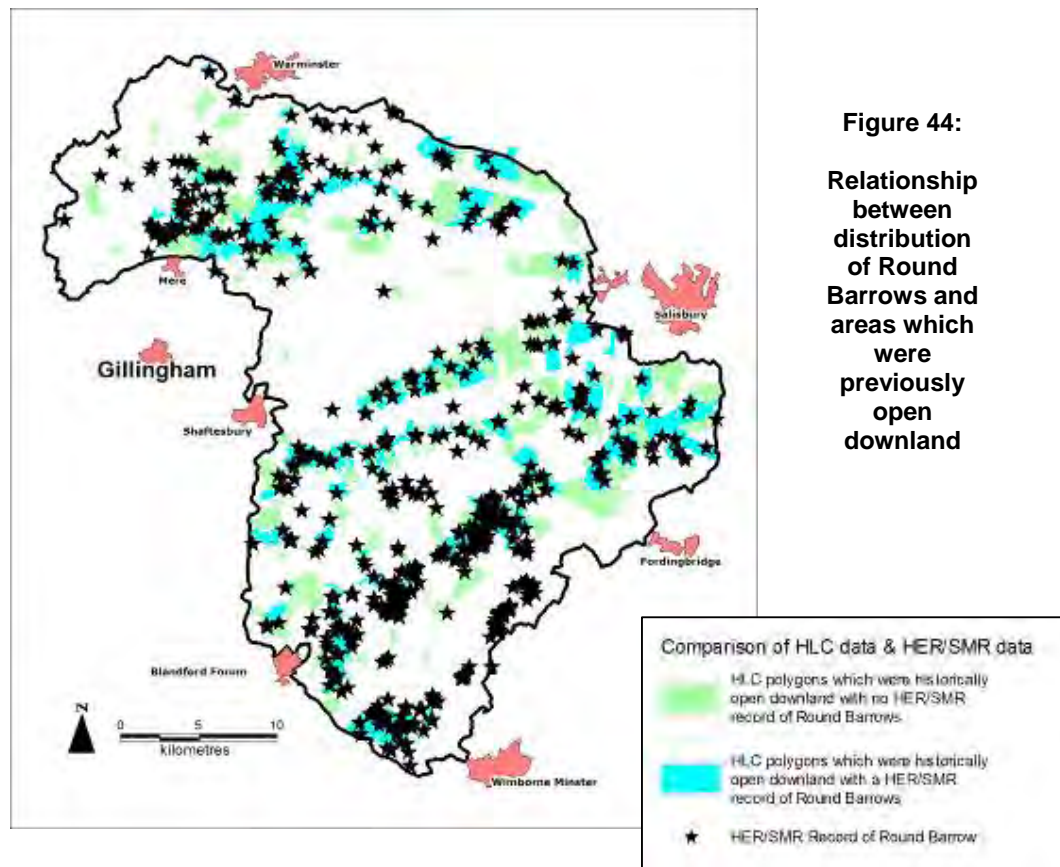 Warminster
Mere
Gillingham
Shaftesbury
Salisbury
Fordingbridge
Blandford Forum
Wimborne Minster
N
0 5 10
kilometres
Figure 44:
Relationship
between
distribution
of Round
Barrows and
areas which
were
previously
open
downland
Comparison of HLC data & HER/SMR data
HLC polygons which were historically
open downland with no HER/SMR
record of Round Barrows
HLC polygons which were historically
open downland with a HER/SMR
record of Round Barrows
HER/SMR Record of Round Barrow